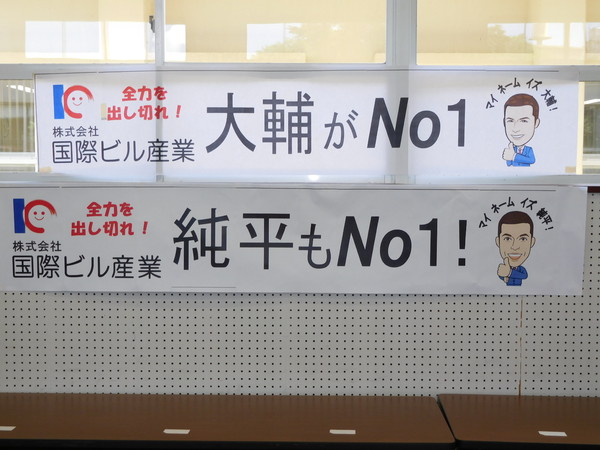 全力を
出し切れ！
株式会社
国際ビル産業
大輔がNo1
マイ ネーム イズ 大輔！
全力を
出し切れ！
株式会社
国際ビル産業
純平もNo1!
マイ ネーム イズ 純平！